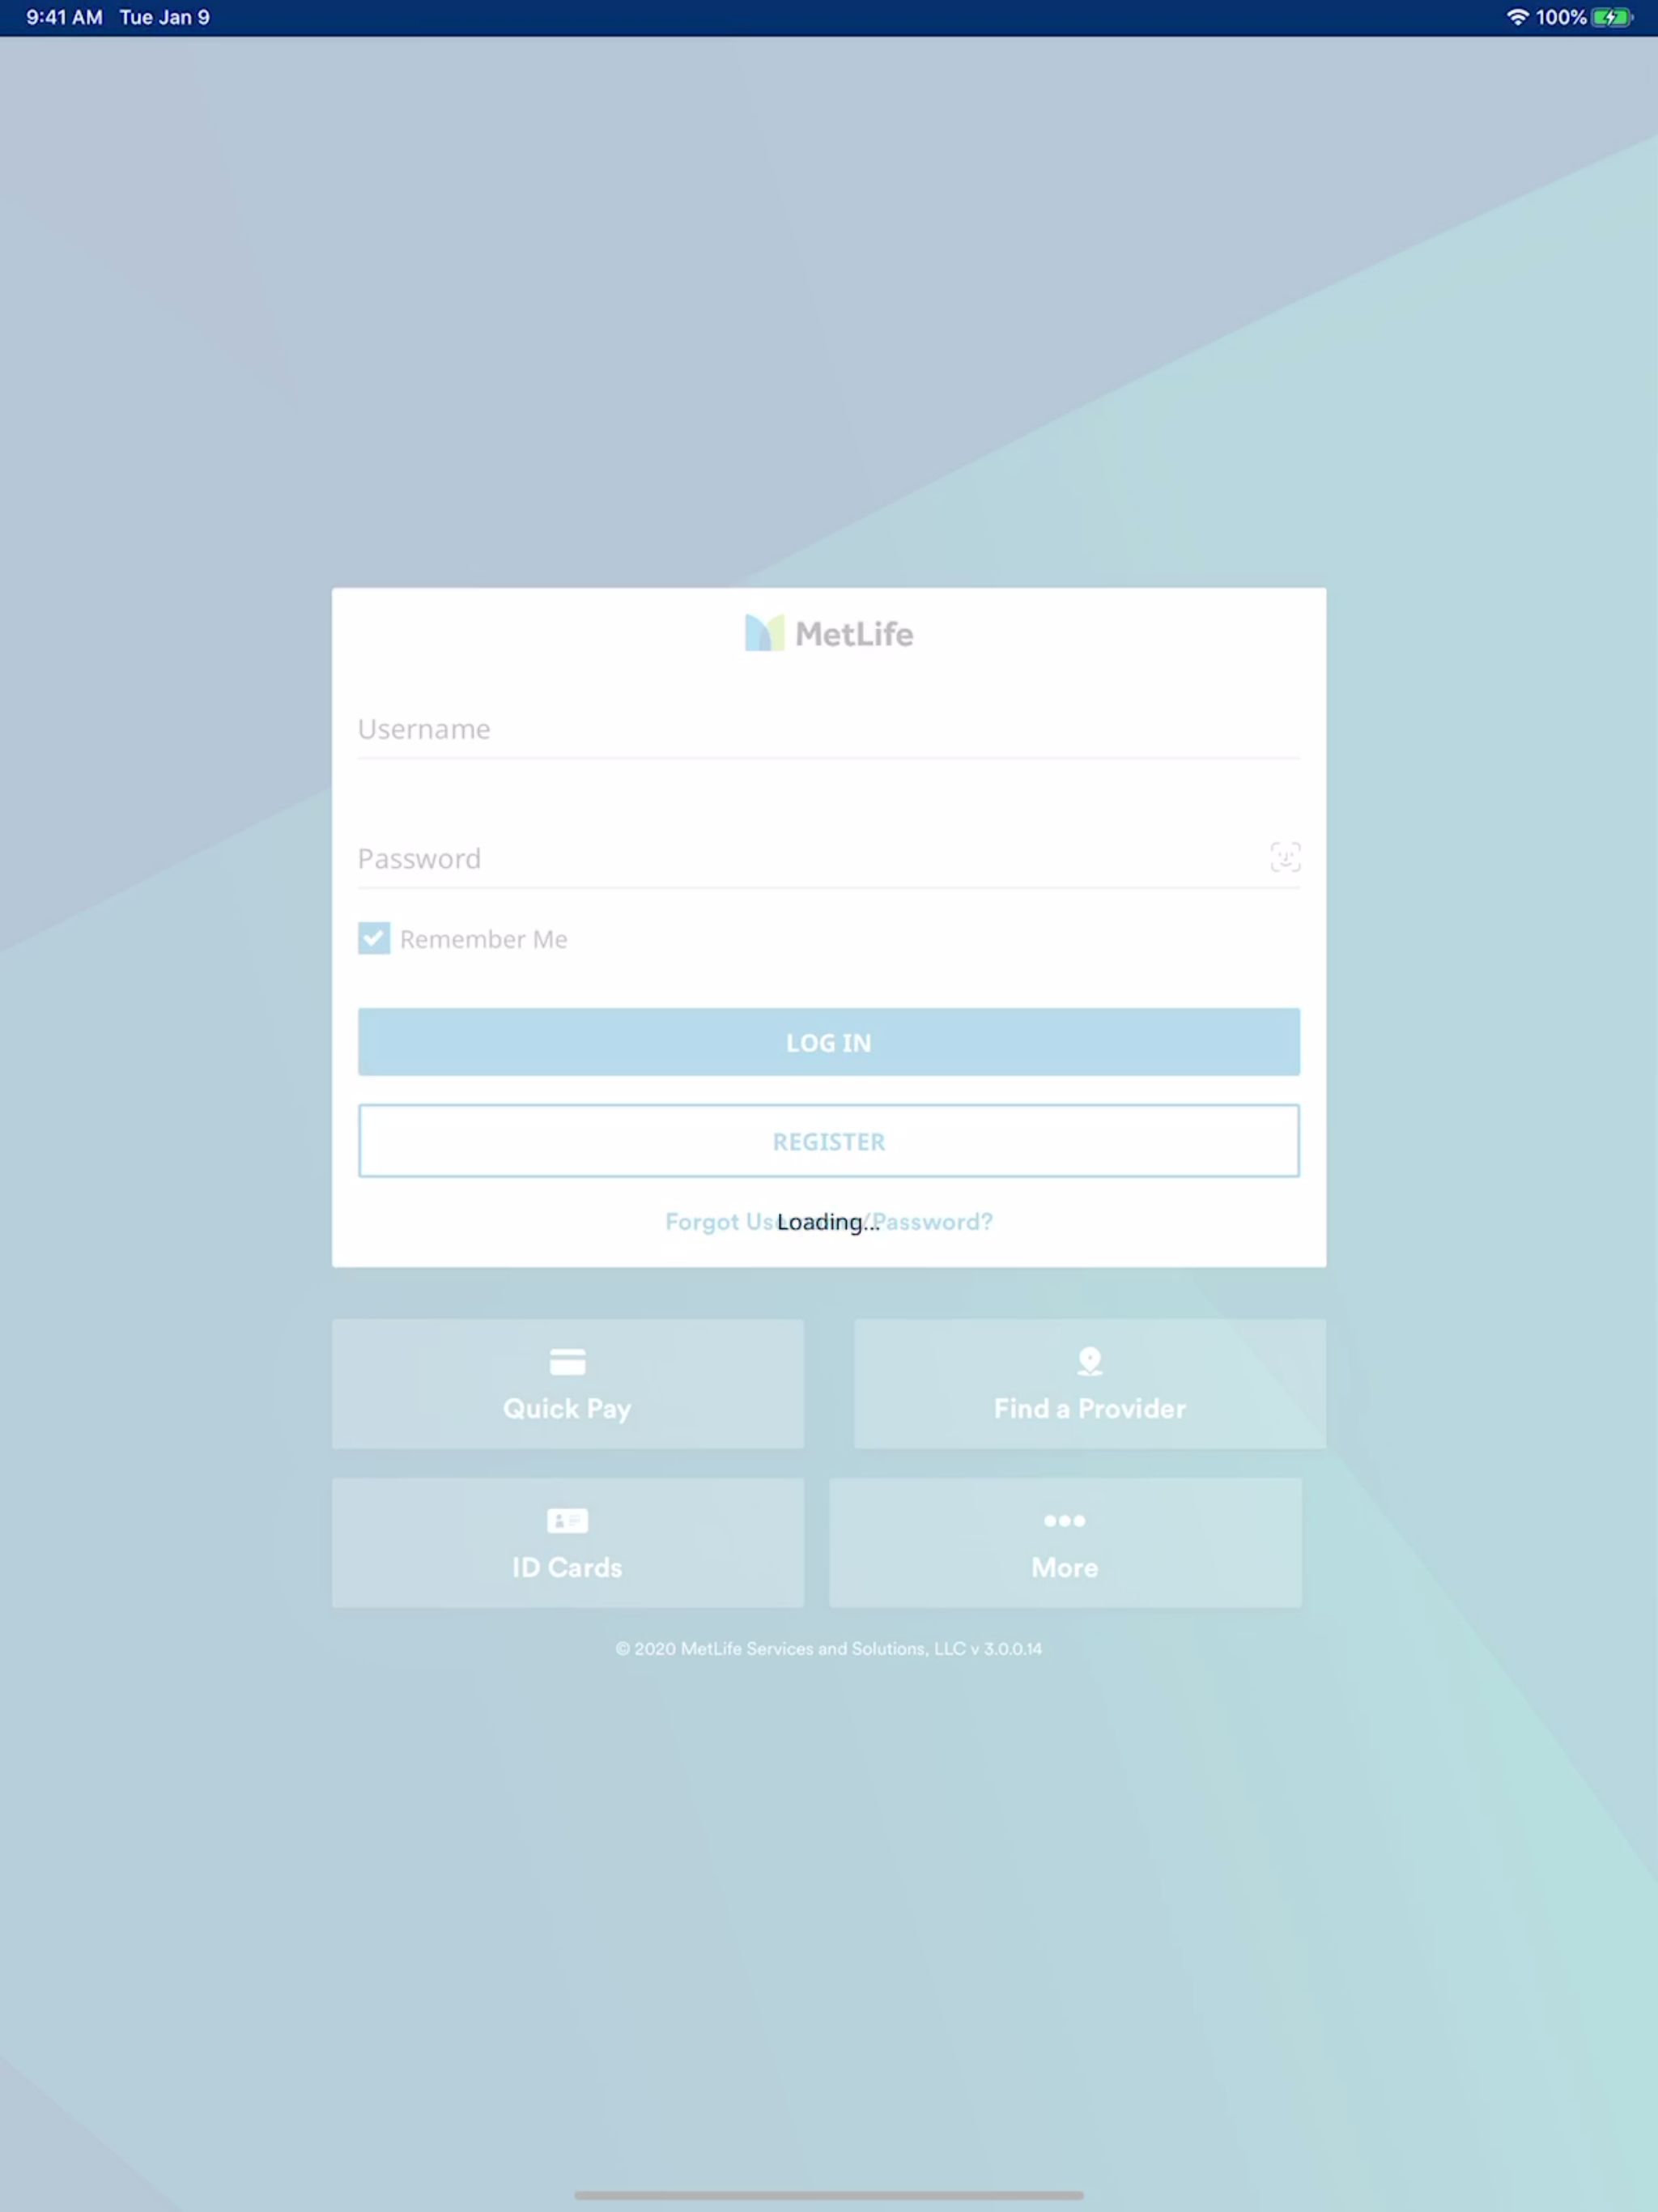 9:41 AM Tue Jan 9 100%
MetLife
Username
Password
Remember Me
LOG IN
REGISTER
Forgot Us Password?
Loading...
Quick Pay
Find a Provider
ID Cards
More
© 2020 MetLife Services and Solutions, LLC v 3.0.0.14